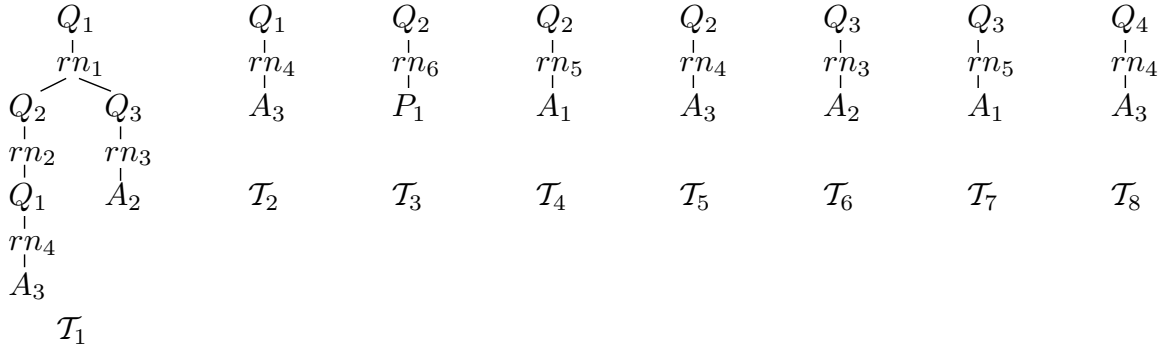 Q₁ Q₁ Q₂ Q₂ Q₂ Q₃ Q₃ Q₄
rn₁ rn₄ rn₆ rn₅ rn₄ rn₃ rn₅ rn₄
Q₂ Q₃ A₃ P₁ A₁ A₃ A₂ A₁ A₃
rn₂ rn₃
Q₁ A₂ 𝒯₂ 𝒯₃ 𝒯₄ 𝒯₅ 𝒯₆ 𝒯₇ 𝒯₈
rn₄
A₃
𝒯₁